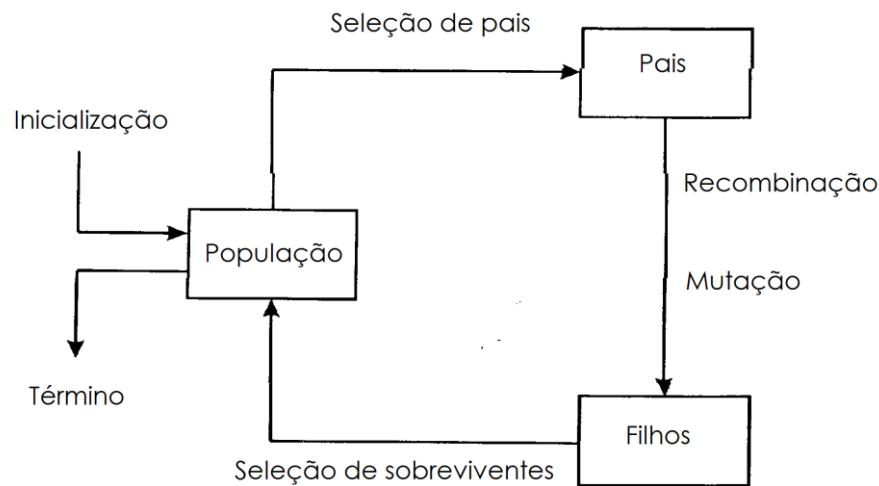 Seleção de pais
Pais
Inicialização
Recombinação
População
Mutação
Término
Filhos
Seleção de sobreviventes